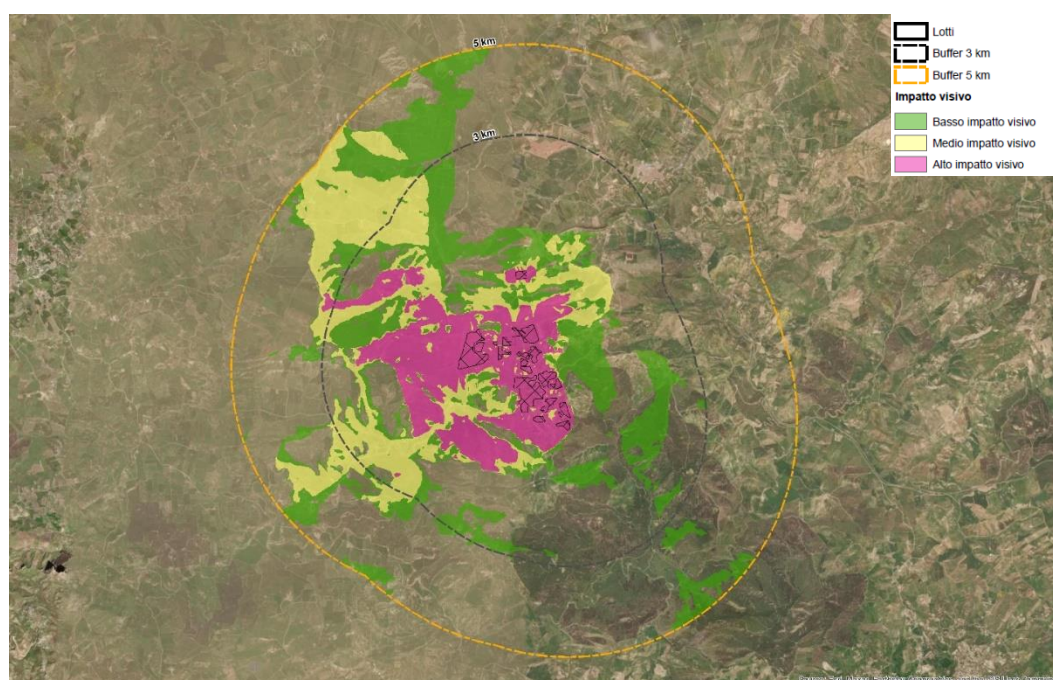 Lotti
Buffer 3 km
Buffer 5 km
Impatto visivo
Basso impatto visivo
Medio impatto visivo
Alto impatto visivo
5 km
3 km